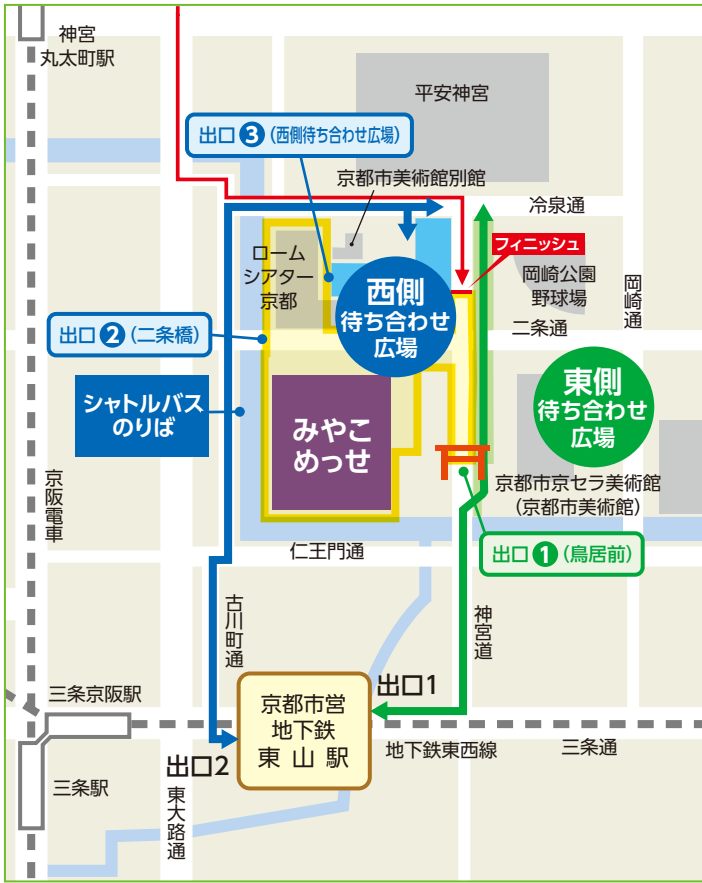 神宮
丸太町駅
平安神宮
出口❸(西側待ち合わせ広場)
京都市美術館別館
冷泉通
フィニッシュ
ローム
シアター
京都
西側
待ち合わせ
広場
岡崎公園
野球場
岡崎通
二条通
出口❷(二条橋)
シャトルバス
のりば
みやこ
めっせ
東側
待ち合わせ
広場
京阪電車
京都市京セラ美術館
(京都市美術館)
仁王門通
出口❶(鳥居前)
古川町通
神宮道
三条京阪駅
京都市営
地下鉄
東山駅
出口1
出口2
地下鉄東西線
三条通
三条駅
東大路通